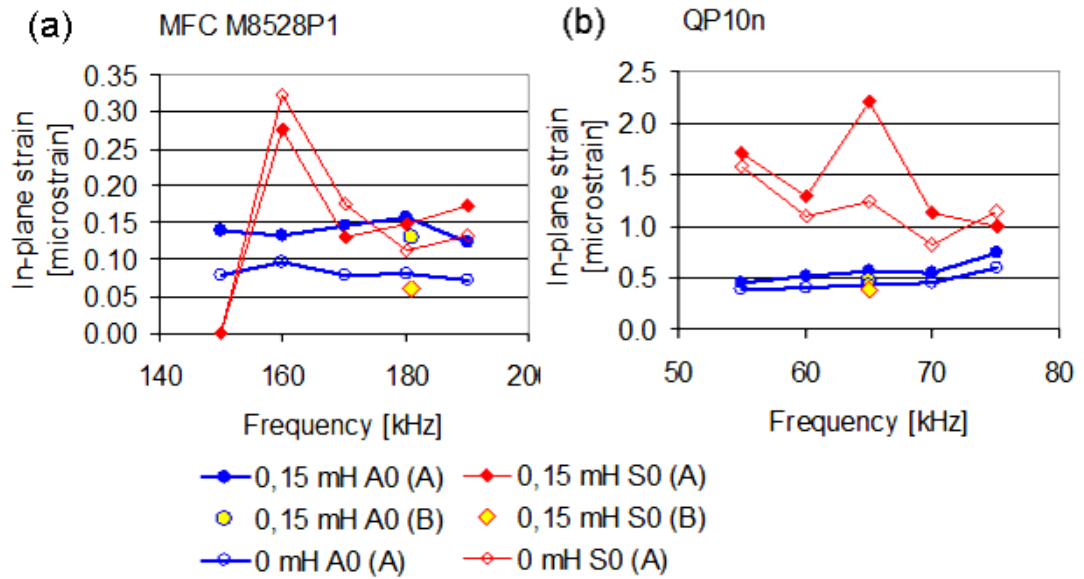 (a) MFC M8528P1
In-plane strain
[microstrain]
0.35
0.30
0.25
0.20
0.15
0.10
0.05
0.00
140 160 180 20
Frequency [kHz]
(b) QP10n
In-plane strain
[microstrain]
2.5
2.0
1.5
1.0
0.5
0.0
50 60 70 80
Frequency [kHz]
0,15 mH A0 (A) 0,15 mH S0 (A)
0,15 mH A0 (B) 0,15 mH S0 (B)
0 mH A0 (A) 0 mH S0 (A)